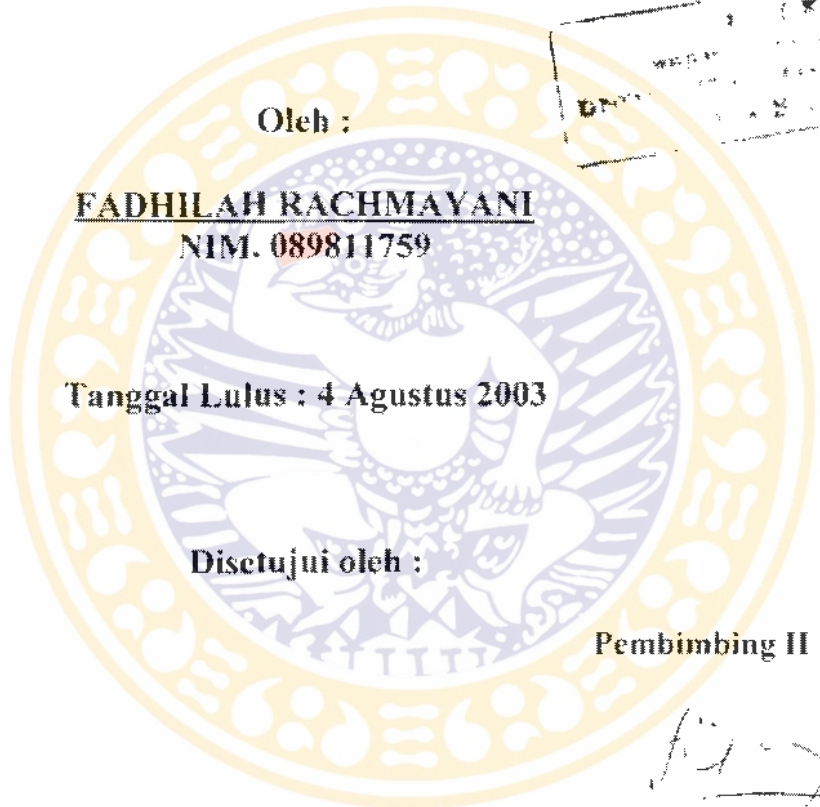 Oleh :
FADHILAH RACHMAYANI
NIM. 089811759
Tanggal Lulus : 4 Agustus 2003
Disetujui oleh :
Pembimbing II